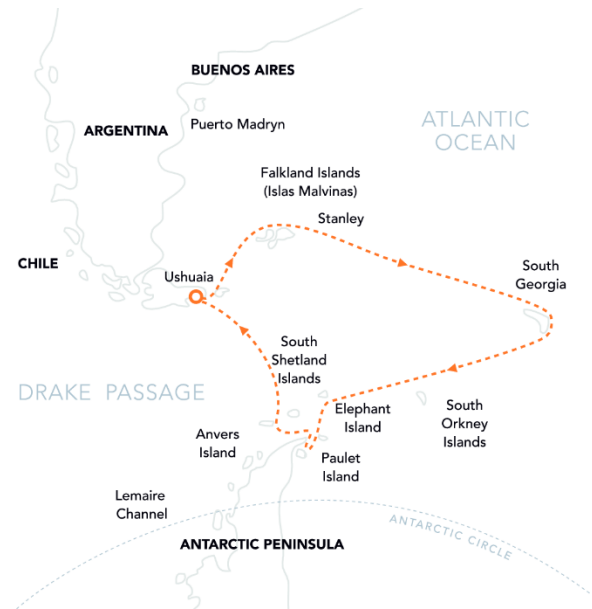 BUENOS AIRES
ARGENTINA
Puerto Madryn
ATLANTIC
OCEAN
Falkland Islands
(Islas Malvinas)
Stanley
CHILE
Ushuaia
South
Georgia
South
Shetland
Islands
DRAKE PASSAGE
Elephant
Island
South
Orkney
Islands
Anvers
Island
Paulet
Island
Lemaire
Channel
ANTARCTIC CIRCLE
ANTARCTIC PENINSULA